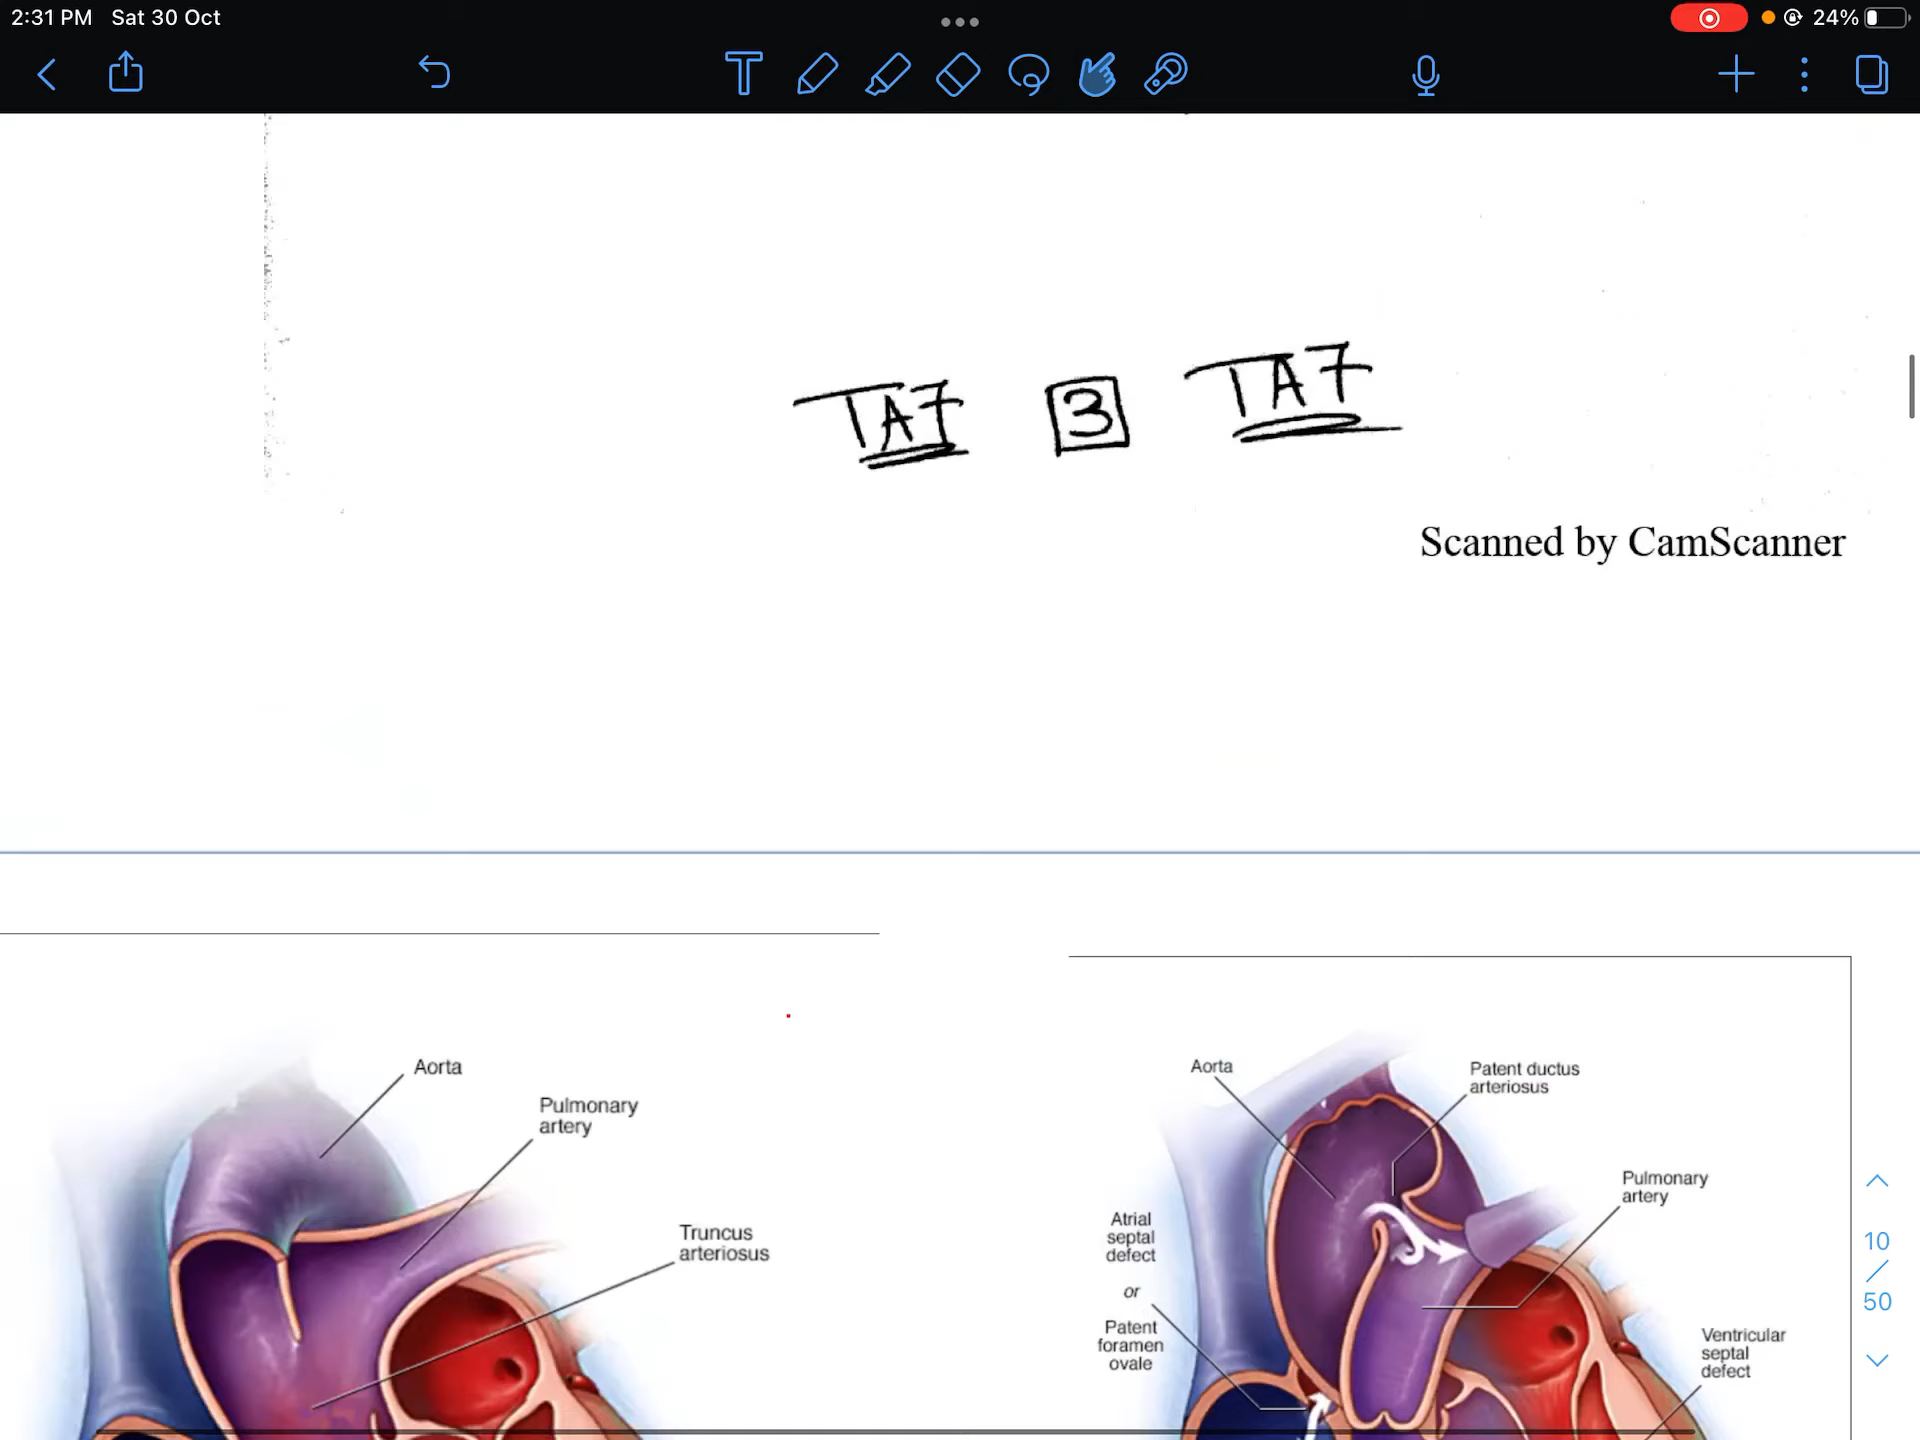 2:31 PM Sat 30 Oct
24%
TA7 3 TA7
Scanned by CamScanner
Aorta
Pulmonary
artery
Truncus
arteriosus
Aorta
Patent ductus
arteriosus
Pulmonary
artery
Atrial
septal
defect
or
Patent
foramen
ovale
Ventricular
septal
defect
10
/
50